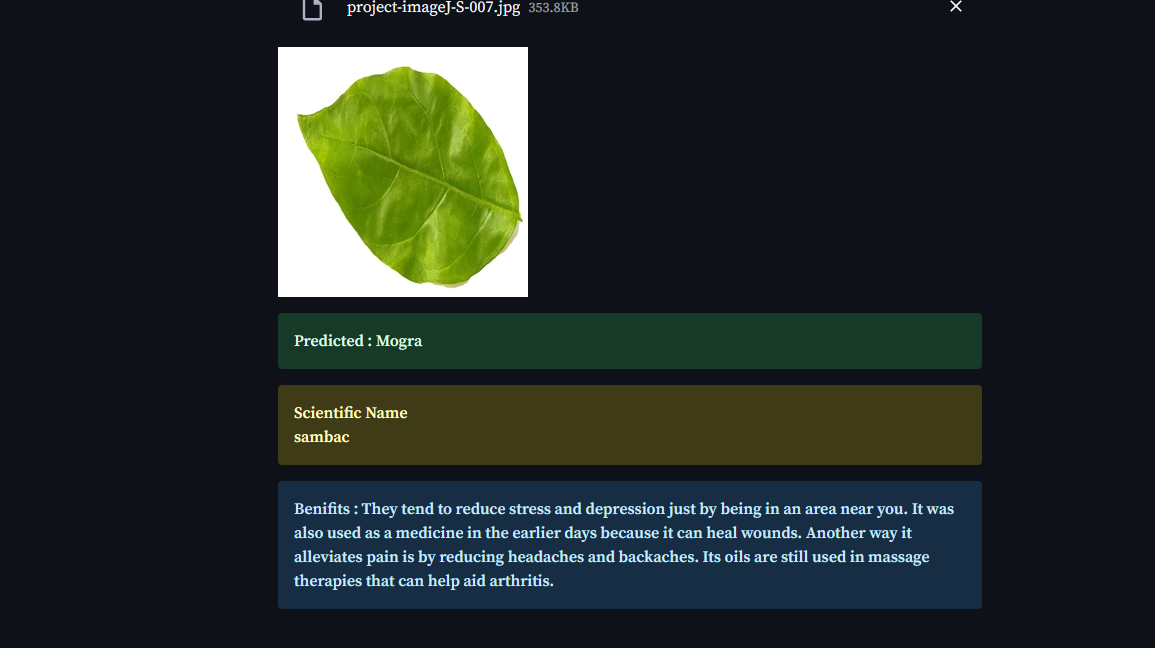 project-imageJ-S-007.jpg 353.8KB
Predicted : Mogra
Scientific Name
sambac
Benifits : They tend to reduce stress and depression just by being in an area near you. It was
also used as a medicine in the earlier days because it can heal wounds. Another way it
alleviates pain is by reducing headaches and backaches. Its oils are still used in massage
therapies that can help aid arthritis.